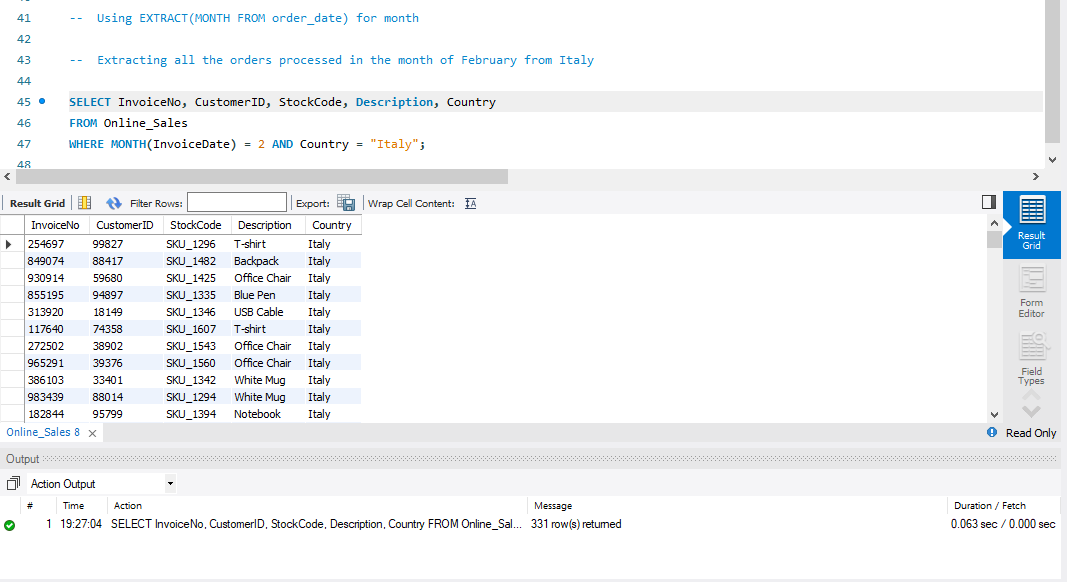 41 -- Using EXTRACT(MONTH FROM order_date) for month
42
43 -- Extracting all the orders processed in the month of February from Italy
44
45 SELECT InvoiceNo, CustomerID, StockCode, Description, Country
46 FROM Online_Sales
47 WHERE MONTH(InvoiceDate) = 2 AND Country = "Italy";
48
Result Grid Filter Rows: Export: Wrap Cell Content: IA
InvoiceNo CustomerID StockCode Description Country
254697 99827 SKU_1296 T-shirt Italy
849074 88417 SKU_1482 Backpack Italy
930914 59680 SKU_1425 Office Chair Italy
855195 94897 SKU_1335 Blue Pen Italy
313920 18149 SKU_1346 USB Cable Italy
117640 74358 SKU_1607 T-shirt Italy
272502 38902 SKU_1543 Office Chair Italy
965291 39376 SKU_1560 Office Chair Italy
386103 33401 SKU_1342 White Mug Italy
983439 88014 SKU_1294 White Mug Italy
182844 95799 SKU_1394 Notebook Italy
Result
Grid
Form
Editor
Field
Types
Online_Sales 8 Read Only
Output
Action Output
# Time Action Message Duration / Fetch
1 19:27:04 SELECT InvoiceNo, CustomerID, StockCode, Description, Country FROM Online_Sal... 331 row(s) returned 0.063 sec / 0.000 sec